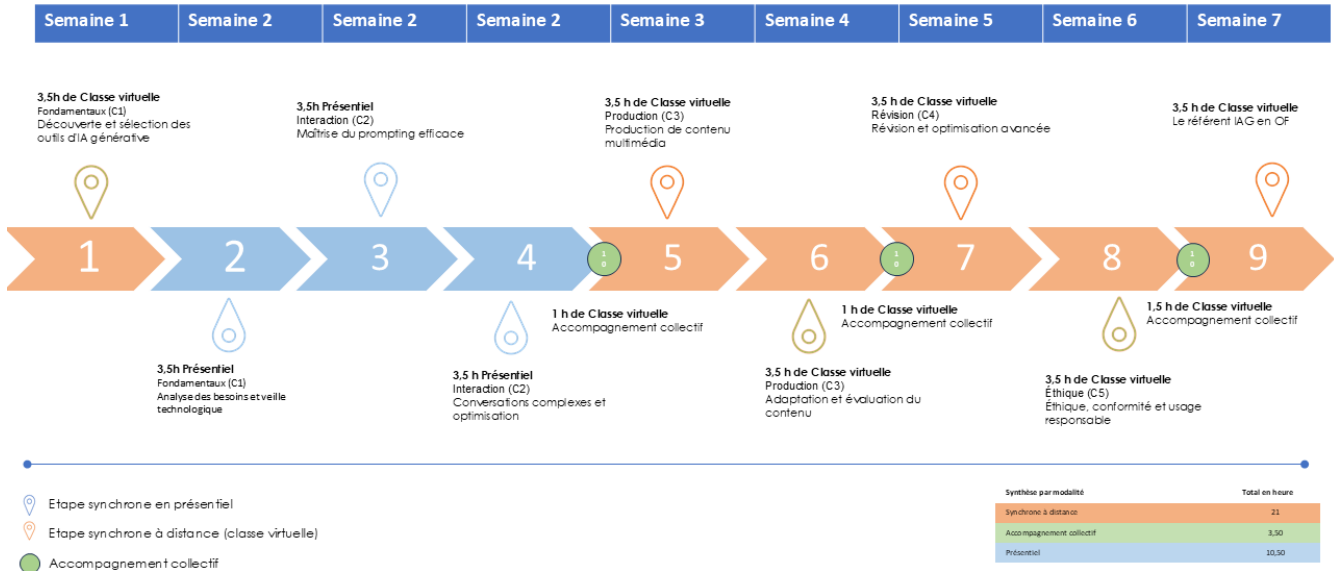 Semaine 1
Semaine 2
Semaine 2
Semaine 2
Semaine 3
Semaine 4
Semaine 5
Semaine 6
Semaine 7
3,5h de Classe virtuelle
Fondamentaux (C1)
Découverte et sélection des
outils d'IA générative
3,5h Présentiel
Interaction (C2)
Maîtrise du prompting efficace
3,5 h de Classe virtuelle
Production (C3)
Production de contenu
multimédia
3,5 h de Classe virtuelle
Révision (C4)
Révision et optimisation avancée
3,5 h de Classe virtuelle
Le référent IAG en OF
1
2
3
4
1
0
5
6
1
0
7
8
1
0
9
3,5h Présentiel
Fondamentaux (C1)
Analyse des besoins et veille
technologique
3,5 h Présentiel
Interaction (C2)
Conversations complexes et
optimisation
1 h de Classe virtuelle
Accompagnement collectif
3,5 h de Classe virtuelle
Production (C3)
Adaptation et évaluation du
contenu
1 h de Classe virtuelle
Accompagnement collectif
3,5 h de Classe virtuelle
Éthique (C5)
Éthique, conformité et usage
responsable
1,5 h de Classe virtuelle
Accompagnement collectif
Etape synchrone en présentiel
Etape synchrone à distance (classe virtuelle)
Accompagnement collectif
Synthèse par modalité Total en heure
Synchrone à distance 21
Accompagnement collectif 3,50
Présentiel 10,50